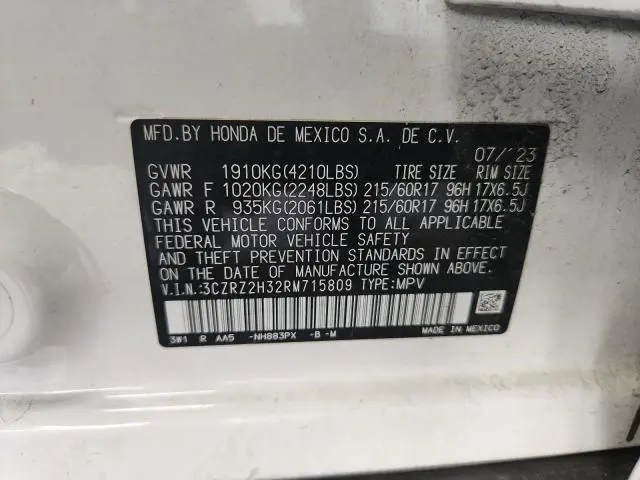 MFD.BY HONDA DE MEXICO S.A. DE C.V.
07/'23
GVWR 1910KG(4210LBS) TIRE SIZE RIM SIZE
GAWR F 1020KG(2248LBS) 215/60R17 96H 17X6.5J
GAWR R 935KG(2061LBS) 215/60R17 96H 17X6.5J
THIS VEHICLE CONFORMS TO ALL APPLICABLE
FEDERAL MOTOR VEHICLE SAFETY
AND THEFT PREVENTION STANDARDS IN EFFECT
ON THE DATE OF MANUFACTURE SHOWN ABOVE.
V.I.N.:3CZRZ2H32RM715809 TYPE:MPV
3W1 R AA5 -NH883PX -B -M MADE IN MEXICO